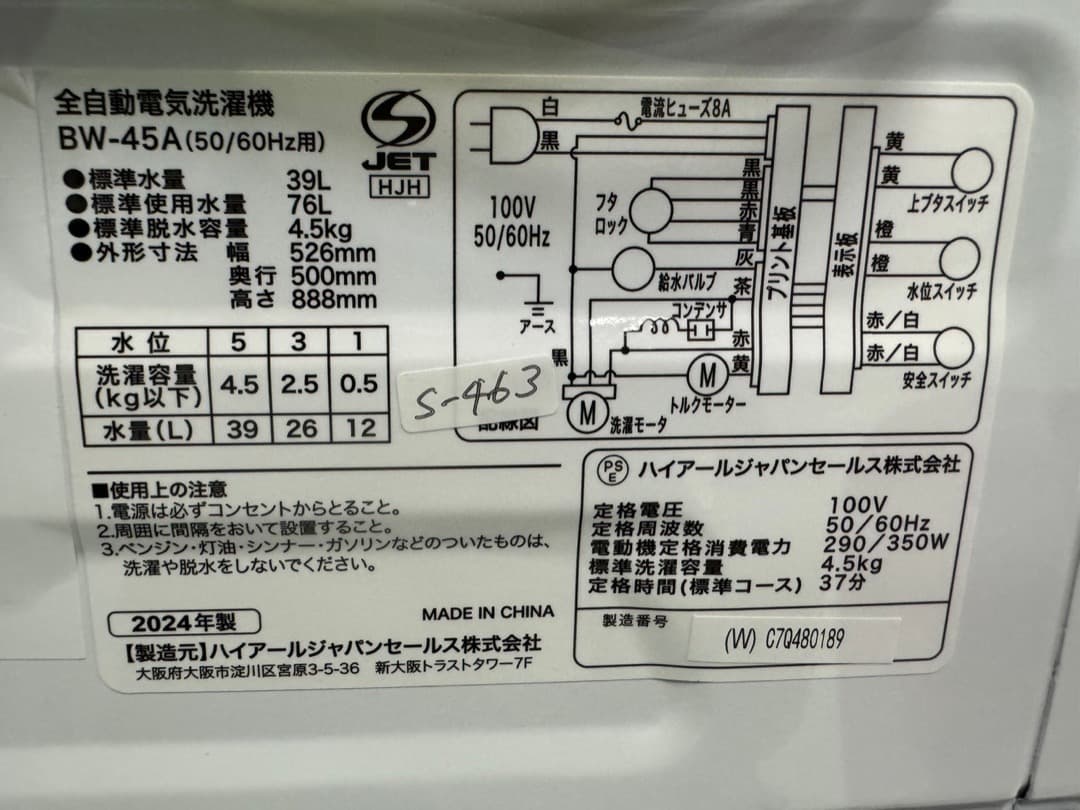 全自動電気洗濯機
BW-45A(50/60Hz用)
JET
HJH
●標準水量 39L
●標準使用水量 76L
●標準脱水容量 4.5kg
●外形寸法 幅 526mm
奥行 500mm
高さ 888mm
水位 5 3 1
洗濯容量(kg以下) 4.5 2.5 0.5
水量(L) 39 26 12
S-463
白
電流ヒューズ8A
黒
100V
50/60Hz
アース
フタ
ロック
黒
黒
赤
青
灰
給水バルブ
茶
コンデンサ
赤
黒
黄
M
トルクモーター
M
洗濯モータ
配線図
プリント基板
表示板
黄
黄
上ブタスイッチ
橙
橙
水位スイッチ
赤/白
赤/白
安全スイッチ
■使用上の注意
1.電源は必ずコンセントからとること。
2.周囲に間隔をおいて設置すること。
3.ベンジン・灯油・シンナー・ガソリンなどのついたものは、
洗濯や脱水をしないでください。
2024年製
MADE IN CHINA
【製造元】ハイアールジャパンセールス株式会社
大阪府大阪市淀川区宮原3-5-36 新大阪トラストタワー7F
PSE ハイアールジャパンセールス株式会社
定格電圧 100V
定格周波数 50/60Hz
電動機定格消費電力 290/350W
標準洗濯容量 4.5kg
定格時間(標準コース) 37分
製造番号
(W) C7Q480189